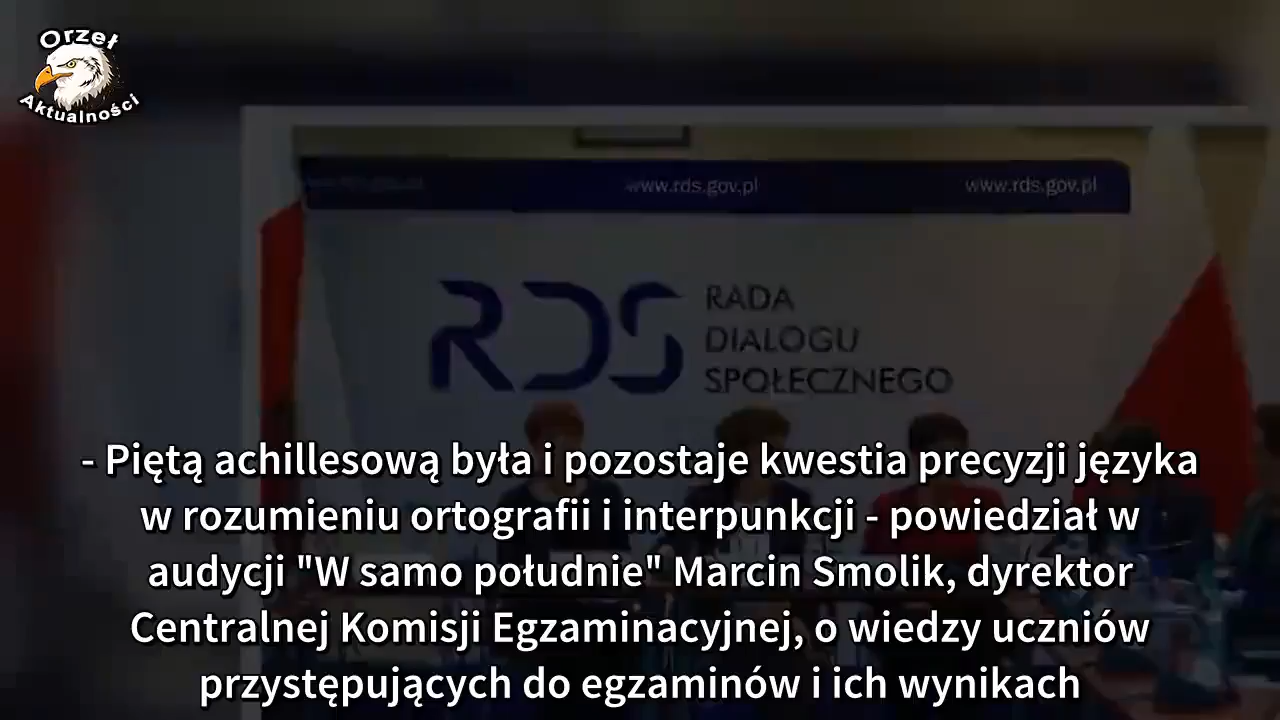 Orzeł
Aktualności
www.rds.gov.pl
www.rds.gov.pl
RDS
RADA
DIALOGU
SPOŁECZNEGO
- Piętą achillesową była i pozostaje kwestia precyzji języka
w rozumieniu ortografii i interpunkcji - powiedział w
audycji "W samo południe" Marcin Smolik, dyrektor
Centralnej Komisji Egzaminacyjnej, o wiedzy uczniów
przystępujących do egzaminów i ich wynikach